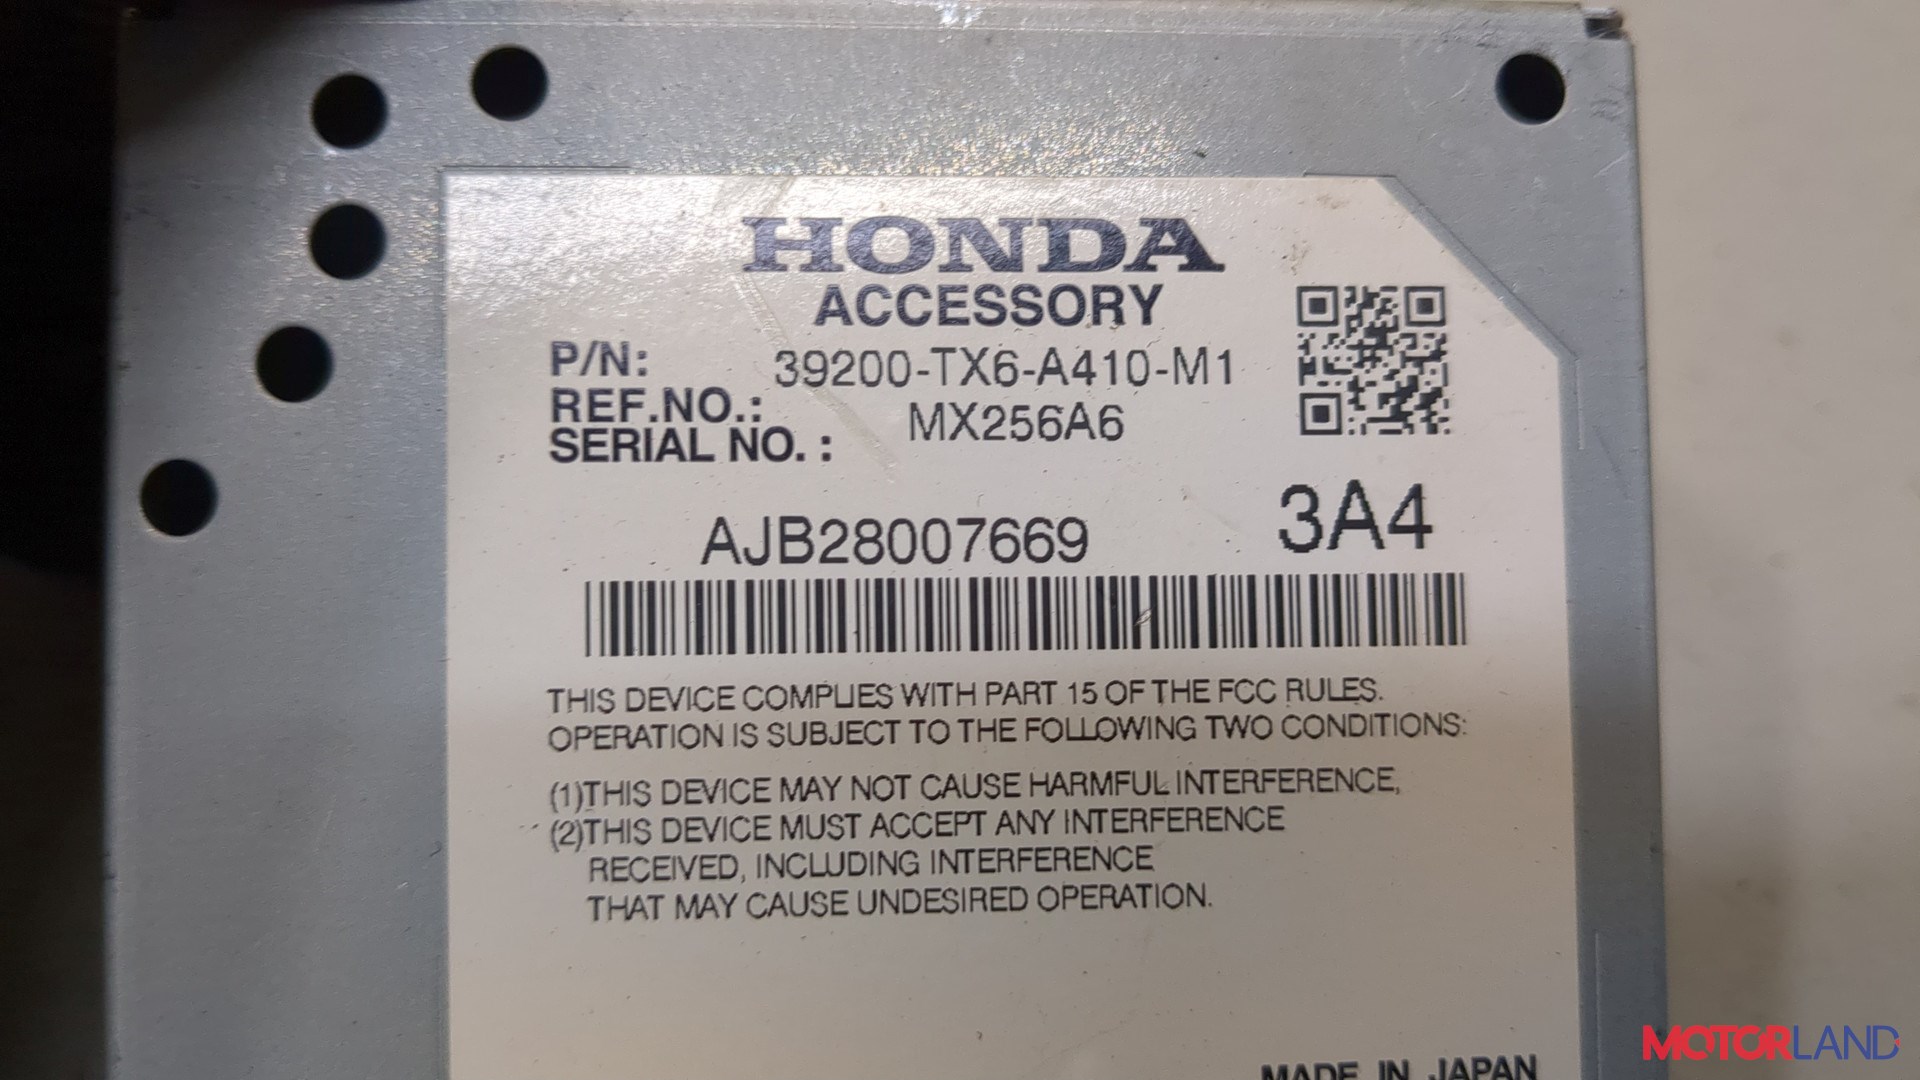 HONDA
ACCESSORY
P/N: 39200-TX6-A410-M1
REF.NO.: MX256A6
SERIAL NO. :
AJB28007669 3A4
THIS DEVICE COMPLIES WITH PART 15 OF THE FCC RULES.
OPERATION IS SUBJECT TO THE FOLLOWING TWO CONDITIONS:
(1)THIS DEVICE MAY NOT CAUSE HARMFUL INTERFERENCE,
(2)THIS DEVICE MUST ACCEPT ANY INTERFERENCE
RECEIVED, INCLUDING INTERFERENCE
THAT MAY CAUSE UNDESIRED OPERATION.
MADE IN JAPAN
MOTORLAND